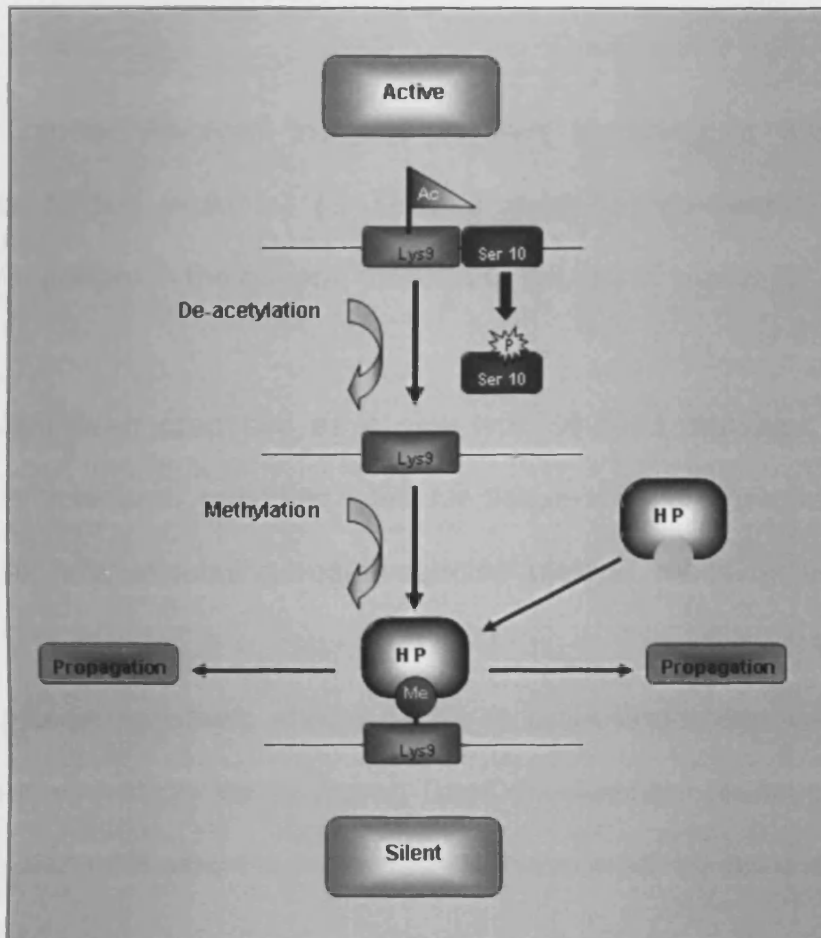 Active
Ac
Lys9 Ser 10
De-acetylation
P
Ser 10
Lys9
Methylation
HP
HP
Propagation Propagation
Me
Lys9
Silent